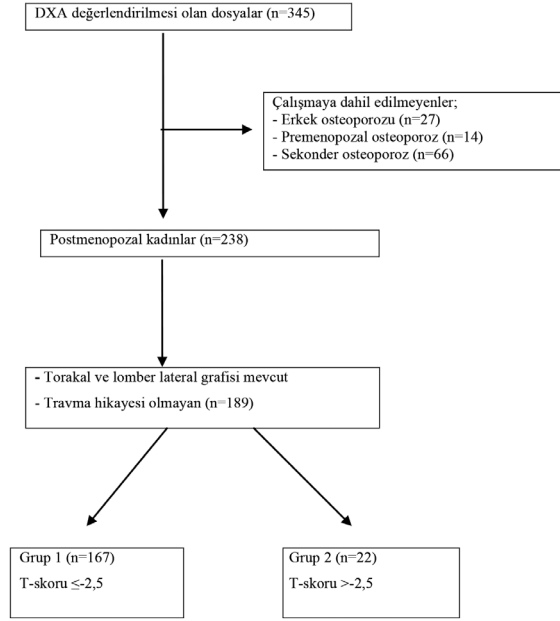 DXA değerlendirilmesi olan dosyalar (n=345)
Çalışmaya dahil edilmeyenler;
- Erkek osteoporozu (n=27)
- Premenopozal osteoporoz (n=14)
- Sekonder osteoporoz (n=66)
Postmenopozal kadınlar (n=238)
- Torakal ve lomber lateral grafisi mevcut
- Travma hikayesi olmayan (n=189)
Grup 1 (n=167)
T-skoru ≤-2,5
Grup 2 (n=22)
T-skoru >-2,5